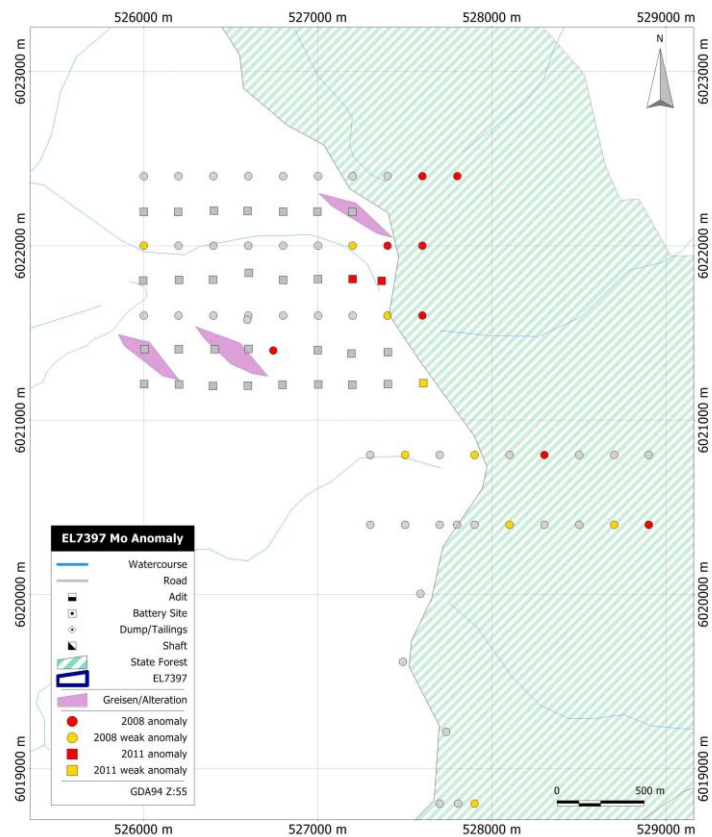 526000 m
527000 m
528000 m
529000 m
6023000 m
6023000 m
N
6022000 m
6022000 m
6021000 m
6021000 m
6020000 m
6020000 m
6019000 m
6019000 m
EL7397 Mo Anomaly
Watercourse
Road
Adit
Battery Site
Dump/Tailings
Shaft
State Forest
EL7397
Greisen/Alteration
2008 anomaly
2008 weak anomaly
2011 anomaly
2011 weak anomaly
GDA94 Z:55
0
500 m
526000 m
527000 m
528000 m
529000 m